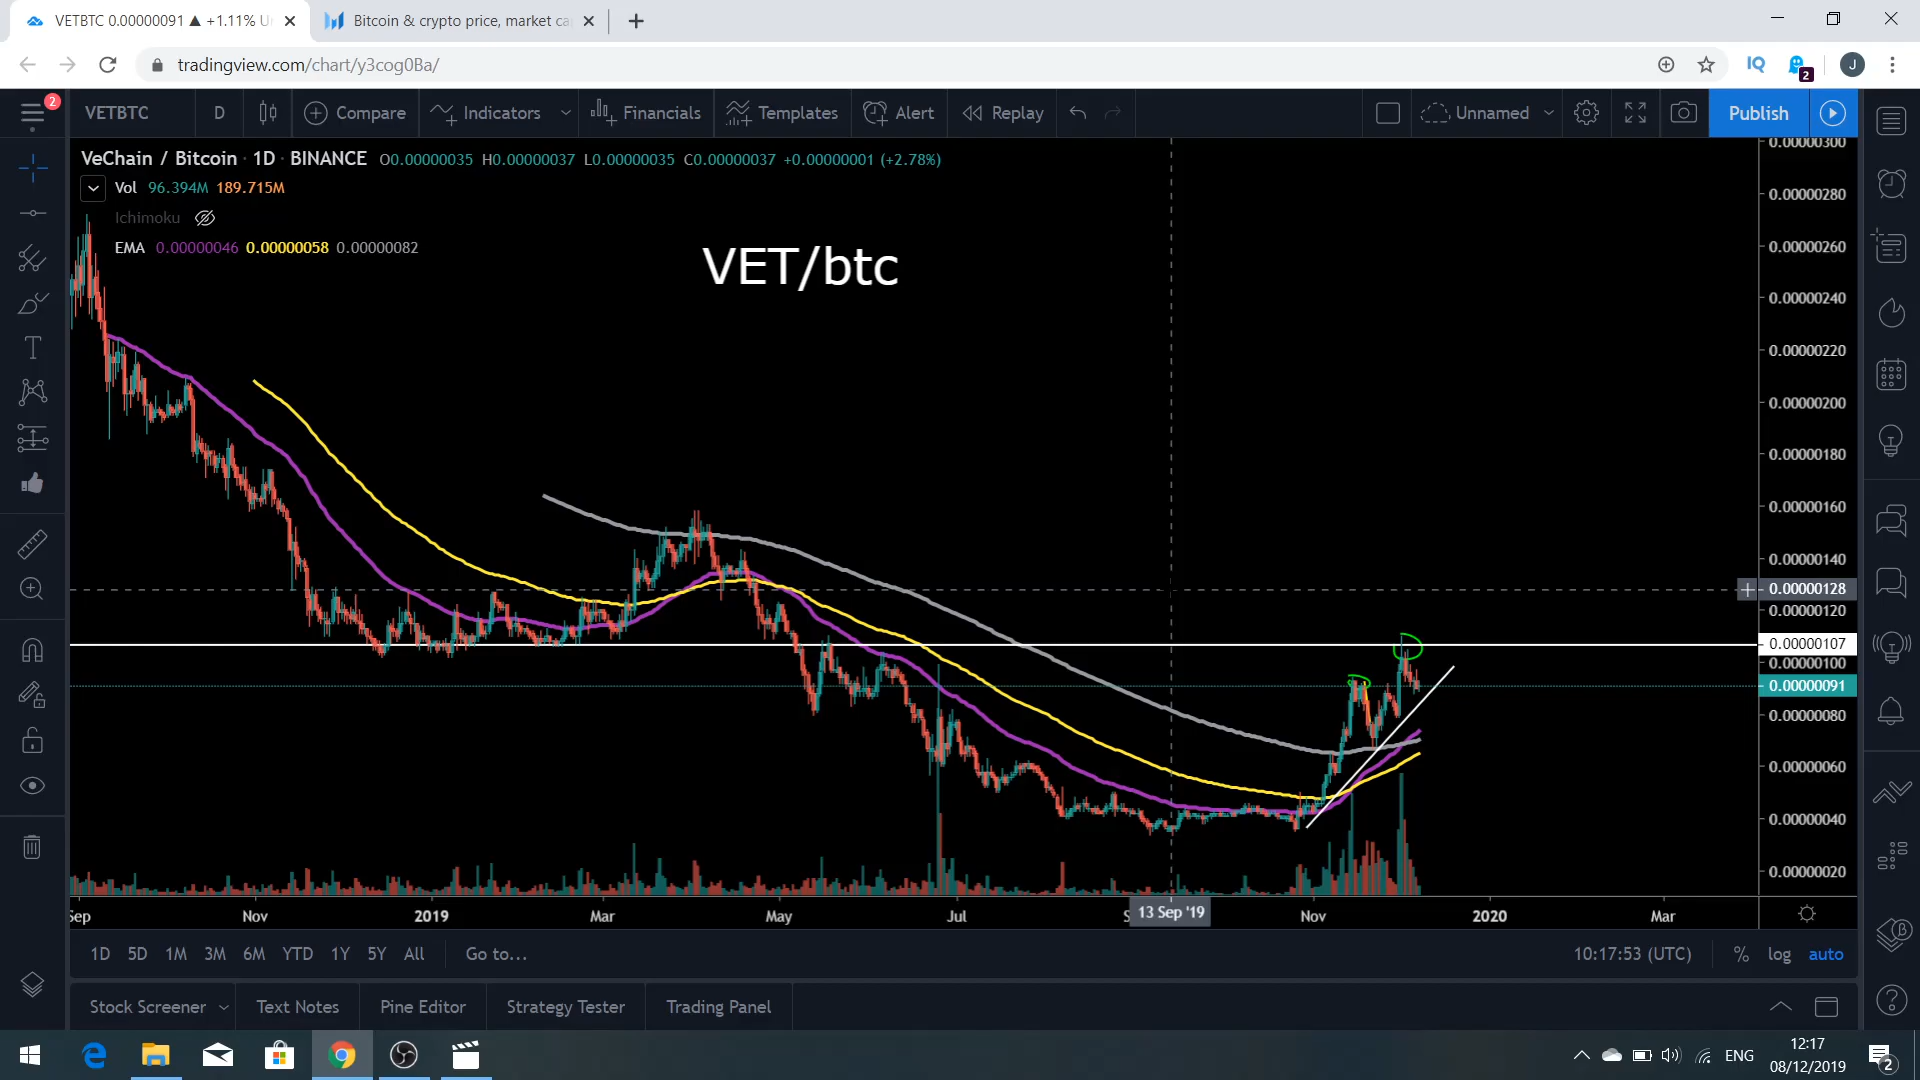 VETBTC 0.00000091 ▲ +1.11% U
Bitcoin & crypto price, market ca
tradingview.com/chart/y3cog0Ba/
IQ
2
J
2
VETBTC D Compare Indicators Financials Templates Alert Replay Unnamed Publish
VeChain / Bitcoin · 1D · BINANCE O0.00000035 H0.00000037 L0.00000035 C0.00000037 +0.00000001 (+2.78%)
Vol 96.394M 189.715M
Ichimoku
EMA 0.00000046 0.00000058 0.00000082
VET/btc
0.00000300
0.00000280
0.00000260
0.00000240
0.00000220
0.00000200
0.00000180
0.00000160
0.00000140
0.00000128
0.00000120
0.00000107
0.00000100
0.00000091
0.00000080
0.00000060
0.00000040
0.00000020
Sep Nov 2019 Mar May Jul S 13 Sep '19 Nov 2020 Mar
1D 5D 1M 3M 6M YTD 1Y 5Y All Go to... 10:17:53 (UTC) % log auto
Stock Screener Text Notes Pine Editor Strategy Tester Trading Panel
ENG
12:17
08/12/2019
2